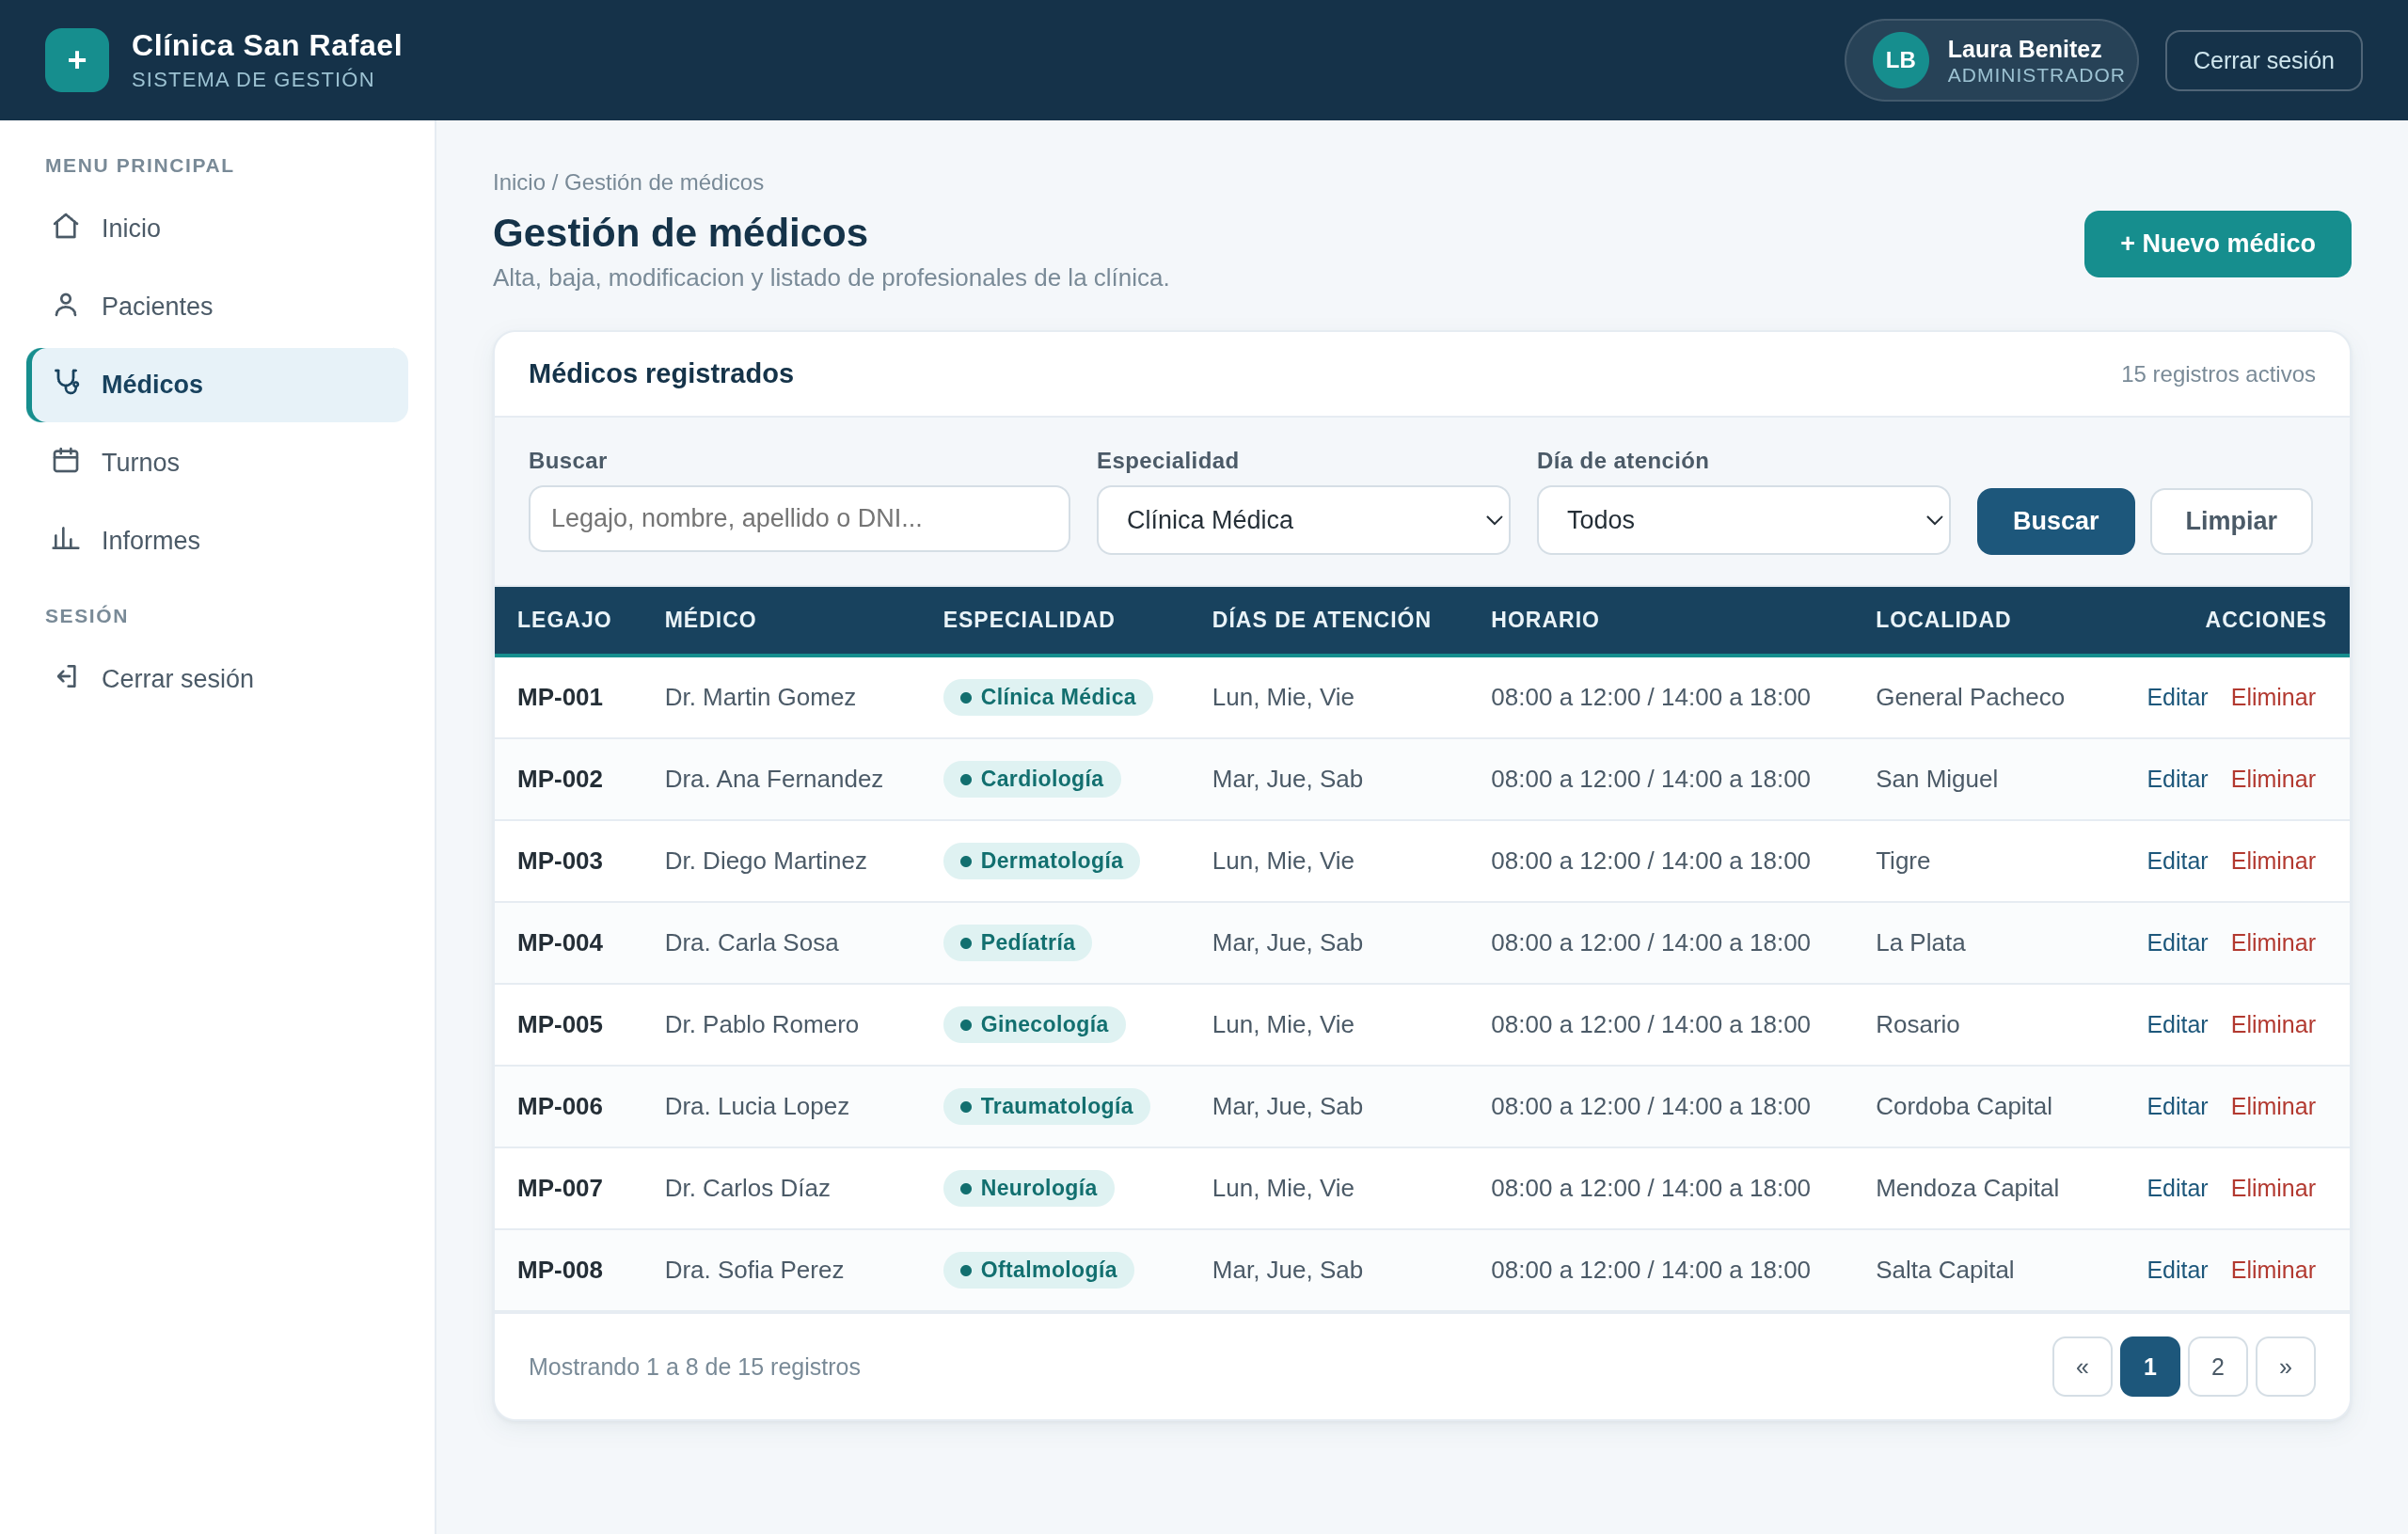 +
Clínica San Rafael
SISTEMA DE GESTIÓN
LB
Laura Benitez
ADMINISTRADOR
Cerrar sesión
MENU PRINCIPAL
Inicio
Pacientes
Médicos
Turnos
Informes
SESIÓN
Cerrar sesión
Inicio / Gestión de médicos
Gestión de médicos
Alta, baja, modificacion y listado de profesionales de la clínica.
+ Nuevo médico
Médicos registrados
15 registros activos
Buscar Especialidad Día de atención
Legajo, nombre, apellido o DNI... Clínica Médica Todos Buscar Limpiar
LEGAJO MÉDICO ESPECIALIDAD DÍAS DE ATENCIÓN HORARIO LOCALIDAD ACCIONES
MP-001 Dr. Martin Gomez Clínica Médica Lun, Mie, Vie 08:00 a 12:00 / 14:00 a 18:00 General Pacheco Editar Eliminar
MP-002 Dra. Ana Fernandez Cardiología Mar, Jue, Sab 08:00 a 12:00 / 14:00 a 18:00 San Miguel Editar Eliminar
MP-003 Dr. Diego Martinez Dermatología Lun, Mie, Vie 08:00 a 12:00 / 14:00 a 18:00 Tigre Editar Eliminar
MP-004 Dra. Carla Sosa Pedíatría Mar, Jue, Sab 08:00 a 12:00 / 14:00 a 18:00 La Plata Editar Eliminar
MP-005 Dr. Pablo Romero Ginecología Lun, Mie, Vie 08:00 a 12:00 / 14:00 a 18:00 Rosario Editar Eliminar
MP-006 Dra. Lucia Lopez Traumatología Mar, Jue, Sab 08:00 a 12:00 / 14:00 a 18:00 Cordoba Capital Editar Eliminar
MP-007 Dr. Carlos Díaz Neurología Lun, Mie, Vie 08:00 a 12:00 / 14:00 a 18:00 Mendoza Capital Editar Eliminar
MP-008 Dra. Sofia Perez Oftalmología Mar, Jue, Sab 08:00 a 12:00 / 14:00 a 18:00 Salta Capital Editar Eliminar
Mostrando 1 a 8 de 15 registros
« 1 2 »